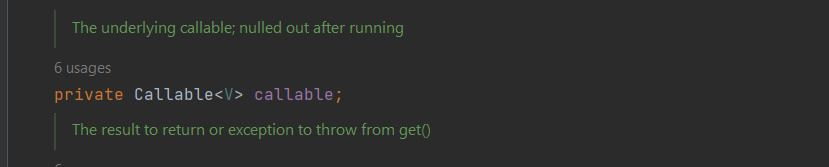 The underlying callable; nulled out after running
6 usages
private Callable<V> callable;
The result to return or exception to throw from get()